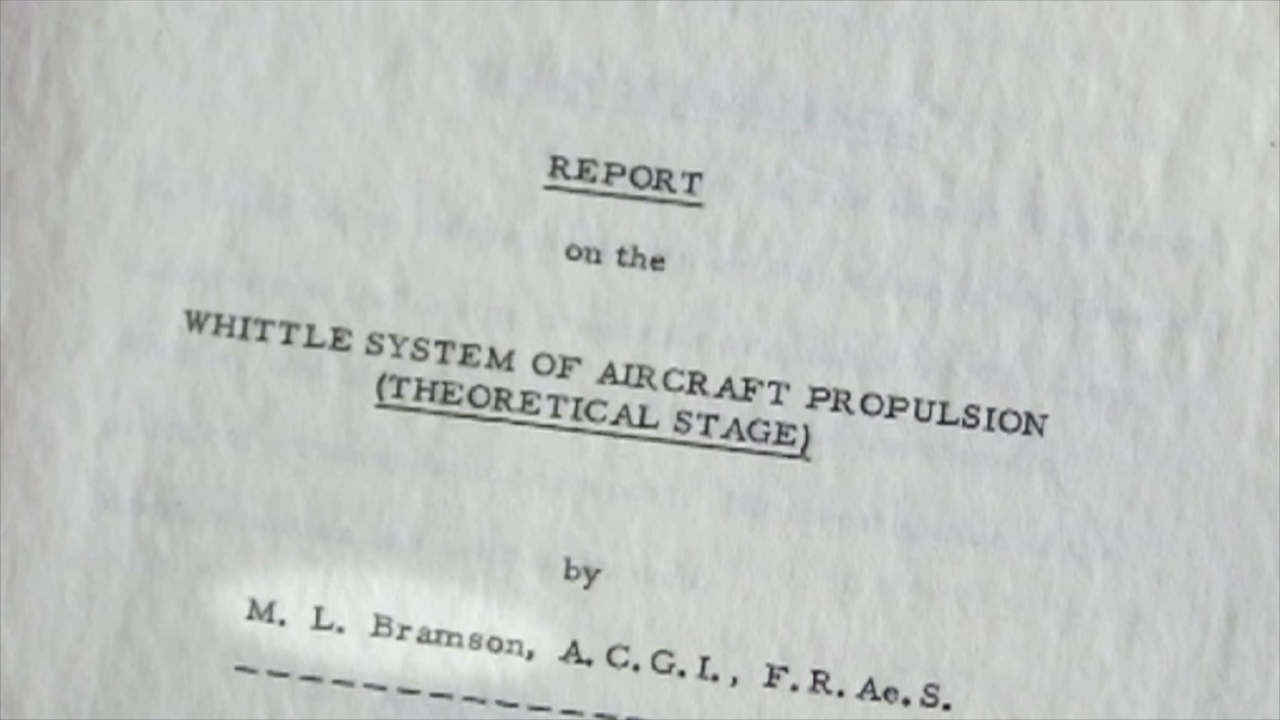 REPORT
on the
WHITTLE SYSTEM OF AIRCRAFT PROPULSION
(THEORETICAL STAGE)
by
M. L. Bramson, A. C. G. I., F. R. Ae. S.